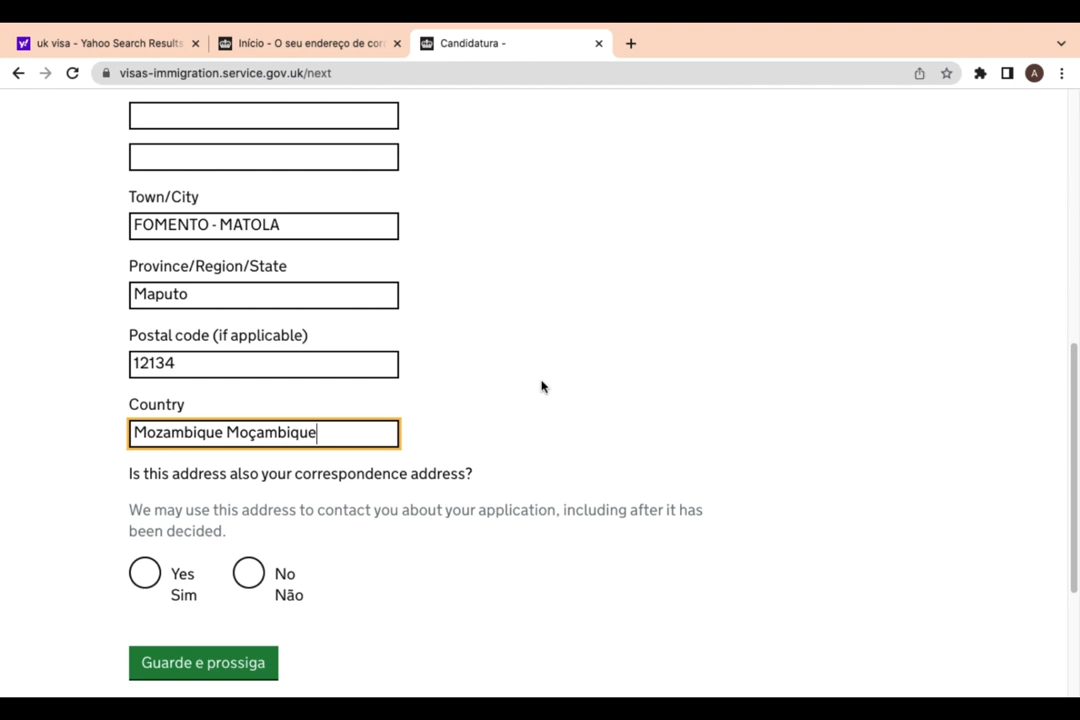 uk visa - Yahoo Search Results
Início - O seu endereço de cor
Candidatura -
visas-immigration.service.gov.uk/next
A
Town/City
FOMENTO - MATOLA
Province/Region/State
Maputo
Postal code (if applicable)
12134
Country
Mozambique Moçambique
Is this address also your correspondence address?
We may use this address to contact you about your application, including after it has
been decided.
Yes No
Sim Não
Guarde e prossiga